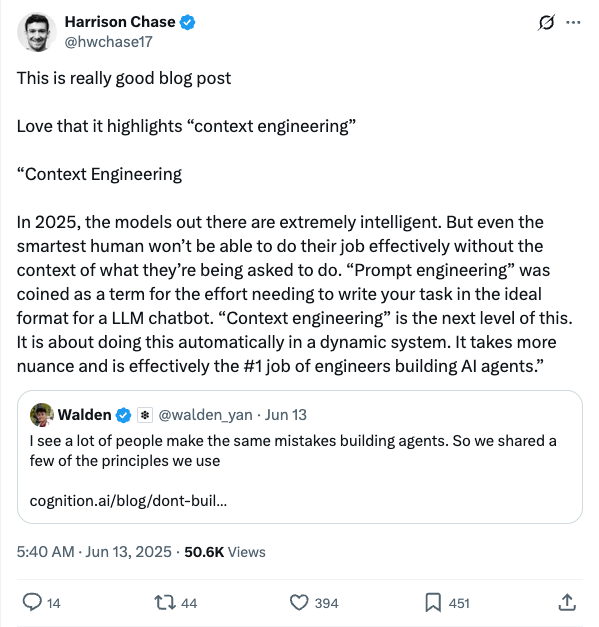 Harrison Chase
@hwchase17
This is really good blog post
Love that it highlights “context engineering”
“Context Engineering
In 2025, the models out there are extremely intelligent. But even the
smartest human won’t be able to do their job effectively without the
context of what they’re being asked to do. “Prompt engineering” was
coined as a term for the effort needing to write your task in the ideal
format for a LLM chatbot. “Context engineering” is the next level of this.
It is about doing this automatically in a dynamic system. It takes more
nuance and is effectively the #1 job of engineers building AI agents.”
Walden @walden_yan · Jun 13
I see a lot of people make the same mistakes building agents. So we shared a
few of the principles we use
cognition.ai/blog/dont-buil...
5:40 AM · Jun 13, 2025 · 50.6K Views
14 44 394 451